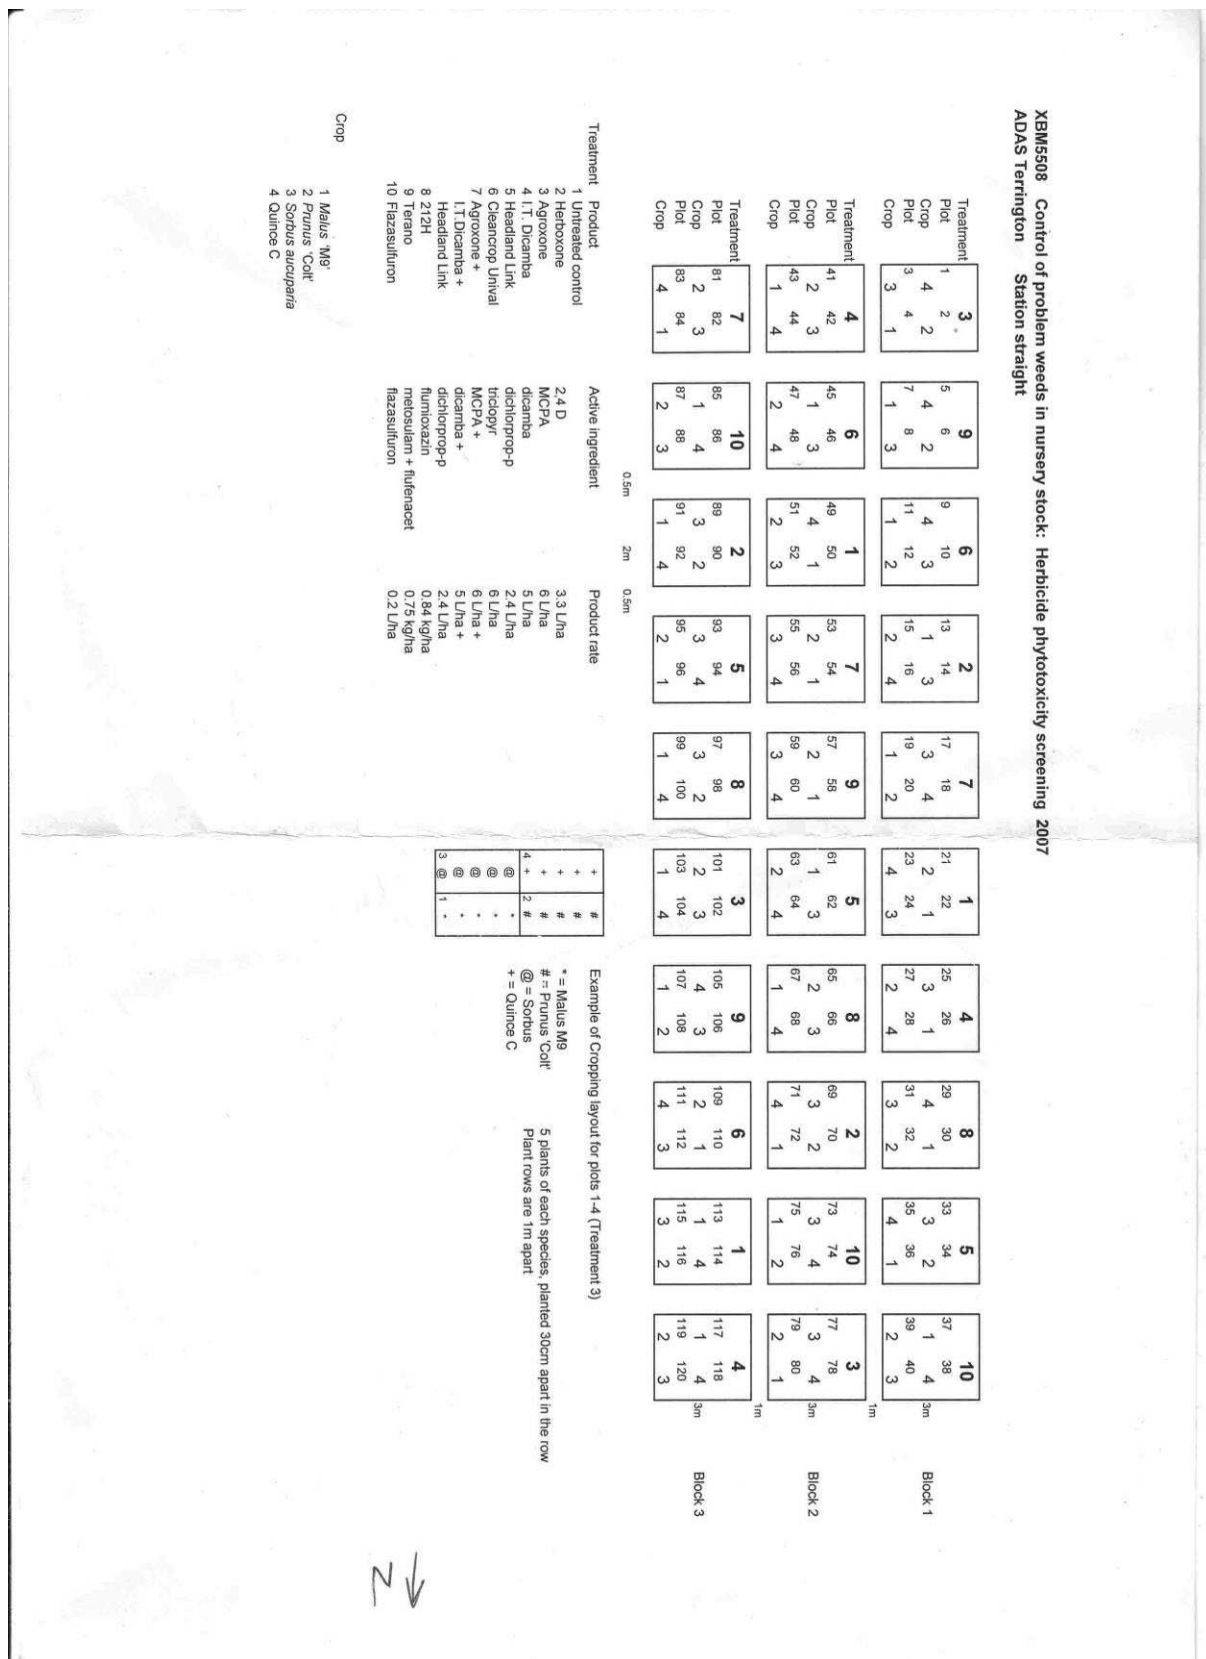 XBM5508 Control of problem weeds in nursery stock: Herbicide phytotoxicity screening 2007
ADAS Terrington Station straight
Treatment 3 9 6 2 7 1 4 8 5 10
Plot 1 2 5 6 9 10 13 14 17 18 21 22 25 26 29 30 33 34 37 38
Crop 4 2 4 2 4 3 1 3 3 4 2 1 3 1 4 1 3 2 1 4 3m Block 1
Plot 3 4 7 8 11 12 15 16 19 20 23 24 27 28 31 32 35 36 39 40
Crop 3 1 1 3 1 2 2 4 1 2 4 3 2 4 3 2 4 1 2 3
1m
Treatment 4 6 1 7 9 5 8 2 10 3
Plot 41 42 45 46 49 50 53 54 57 58 61 62 65 66 69 70 73 74 77 78
Crop 2 3 1 3 4 1 2 1 2 1 1 3 2 3 3 2 3 4 3 4 3m Block 2
Plot 43 44 47 48 51 52 55 56 59 60 63 64 67 68 71 72 75 76 79 80
Crop 1 4 2 4 2 3 3 4 3 4 2 4 1 4 4 1 1 2 2 1
1m
Treatment 7 10 2 5 8 3 9 6 1 4
Plot 81 82 85 86 89 90 93 94 97 98 101 102 105 106 109 110 113 114 117 118
Crop 2 3 1 4 3 2 3 4 3 2 2 3 4 3 2 1 1 4 1 4 3m Block 3
Plot 83 84 87 88 91 92 95 96 99 100 103 104 107 108 111 112 115 116 119 120
Crop 4 1 2 3 1 4 2 1 1 4 1 4 1 2 4 3 3 2 2 3
0.5m 2m 0.5m
Treatment Product Active ingredient Product rate
1 Untreated control
2 Herboxone 2,4 D 3.3 L/ha
3 Agroxone MCPA 6 L/ha
4 I.T. Dicamba dicamba 5 L/ha
5 Headland Link dichlorprop-p 2.4 L/ha
6 Cleancrop Unival triclopyr 6 L/ha
7 Agroxone + MCPA + 6 L/ha +
I.T.Dicamba + dicamba + 5 L/ha +
Headland Link dichlorprop-p 2.4 L/ha
8 212H flumioxazin 0.84 kg/ha
9 Terano metosulam + flufenacet 0.75 kg/ha
10 Flazasulfuron flazasulfuron 0.2 L/ha
Example of Cropping layout for plots 1-4 (Treatment 3)
+ #
+ #
+ #
+ #
4 + 2 #
@ *
@ *
@ *
@ *
3 @ 1 *
* = Malus M9
# = Prunus 'Colt'
@ = Sorbus
+ = Quince C
5 plants of each species, planted 30cm apart in the row
Plant rows are 1m apart
Crop
1 Malus 'M9'
2 Prunus 'Colt'
3 Sorbus aucuparia
4 Quince C
N